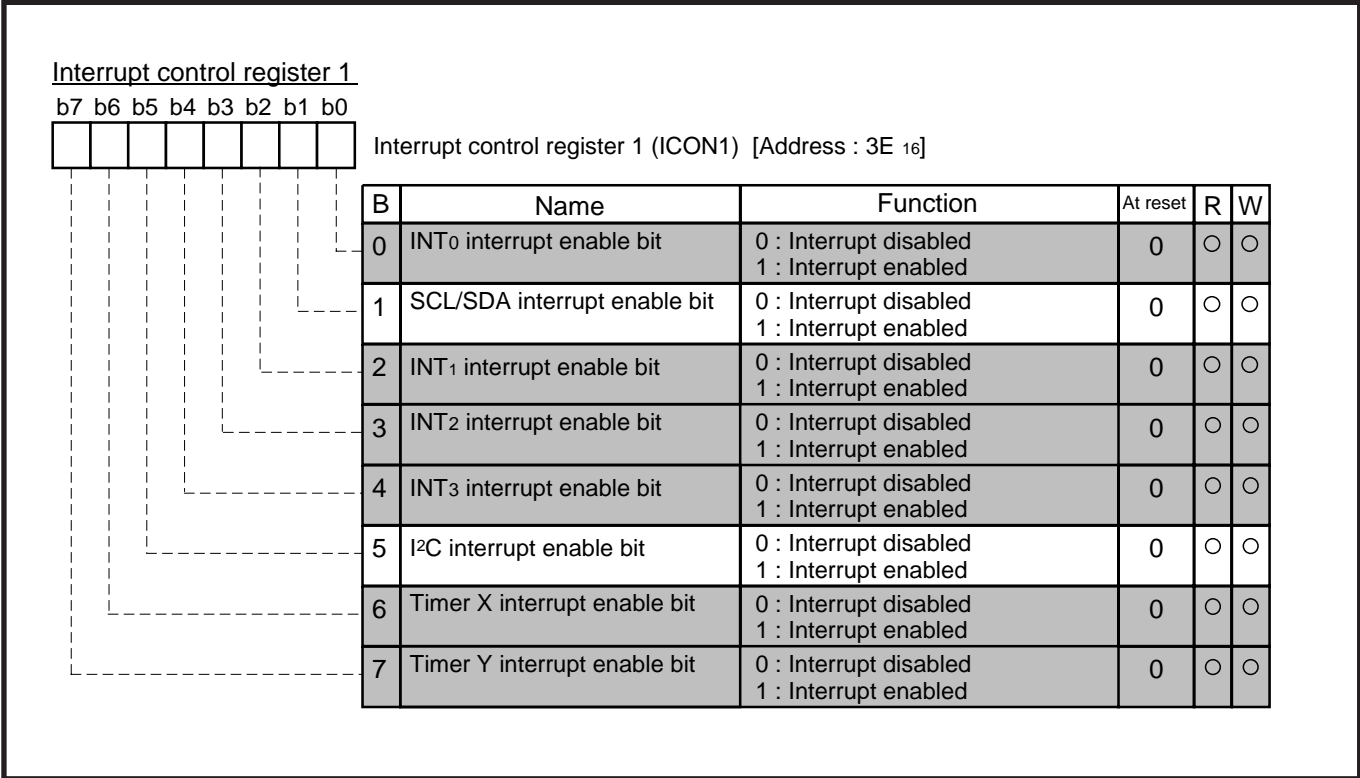 Interrupt control register 1
b7 b6 b5 b4 b3 b2 b1 b0
Interrupt control register 1 (ICON1) [Address : 3E 16]
B Name Function At reset R W
0 INT0 interrupt enable bit 0 : Interrupt disabled 0 ○ ○
1 : Interrupt enabled
1 SCL/SDA interrupt enable bit 0 : Interrupt disabled 0 ○ ○
1 : Interrupt enabled
2 INT1 interrupt enable bit 0 : Interrupt disabled 0 ○ ○
1 : Interrupt enabled
3 INT2 interrupt enable bit 0 : Interrupt disabled 0 ○ ○
1 : Interrupt enabled
4 INT3 interrupt enable bit 0 : Interrupt disabled 0 ○ ○
1 : Interrupt enabled
5 I2C interrupt enable bit 0 : Interrupt disabled 0 ○ ○
1 : Interrupt enabled
6 Timer X interrupt enable bit 0 : Interrupt disabled 0 ○ ○
1 : Interrupt enabled
7 Timer Y interrupt enable bit 0 : Interrupt disabled 0 ○ ○
1 : Interrupt enabled